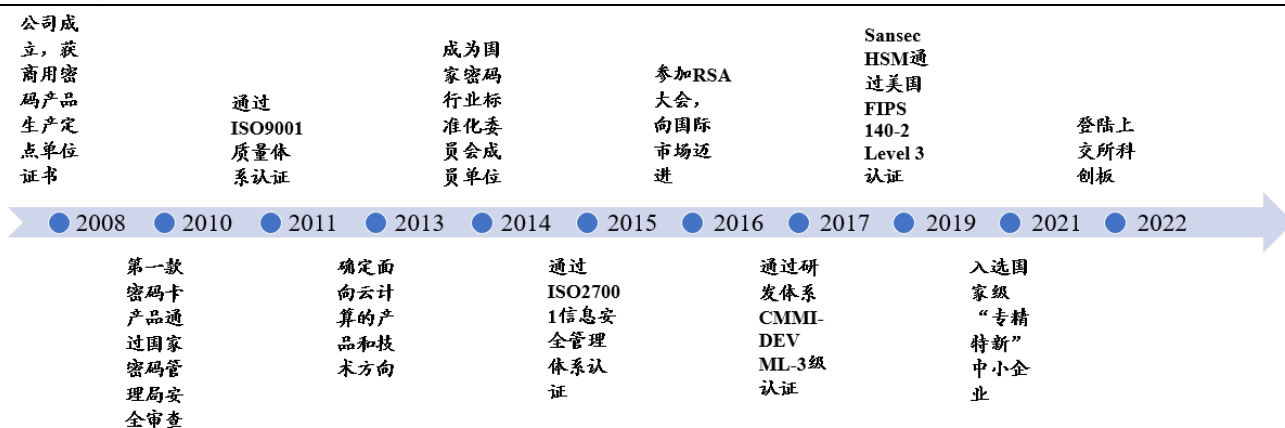 公司成
立，获
商用密
码产品
生产定
点单位
证书
通过
ISO9001
质量体
系认证
成为国
家密码
行业标
准化委
员会成
员单位
参加RSA
大会，
向国际
市场迈
进
Sansec
HSM通
过美国
FIPS
140-2
Level 3
认证
登陆上
交所科
创板
2008 2010 2011 2013 2014 2015 2016 2017 2019 2021 2022
第一款
密码卡
产品通
过国家
密码管
理局安
全审查
确定面
向云计
算的产
品和技
术方向
通过
ISO2700
1信息安
全管理
体系认
证
通过研
发体系
CMMI-
DEV
ML-3级
认证
入选国
家级
“专精
特新”
中小企
业